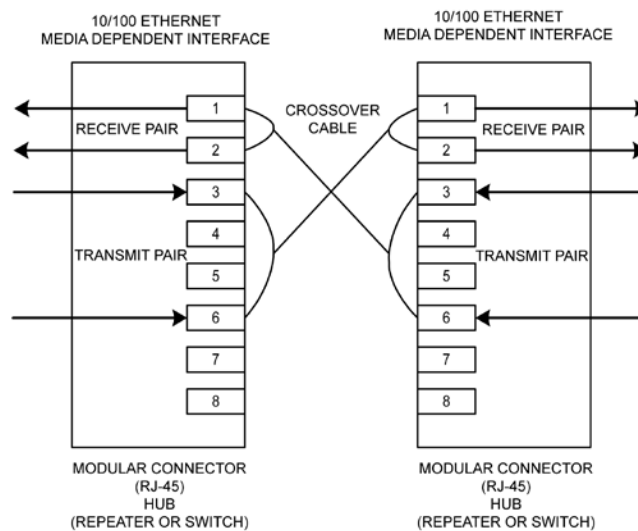 10/100 ETHERNET
MEDIA DEPENDENT INTERFACE
10/100 ETHERNET
MEDIA DEPENDENT INTERFACE
1
RECEIVE PAIR
2
3
4
TRANSMIT PAIR
5
6
7
8
CROSSOVER
CABLE
1
RECEIVE PAIR
2
3
4
TRANSMIT PAIR
5
6
7
8
MODULAR CONNECTOR
(RJ-45)
HUB
(REPEATER OR SWITCH)
MODULAR CONNECTOR
(RJ-45)
HUB
(REPEATER OR SWITCH)